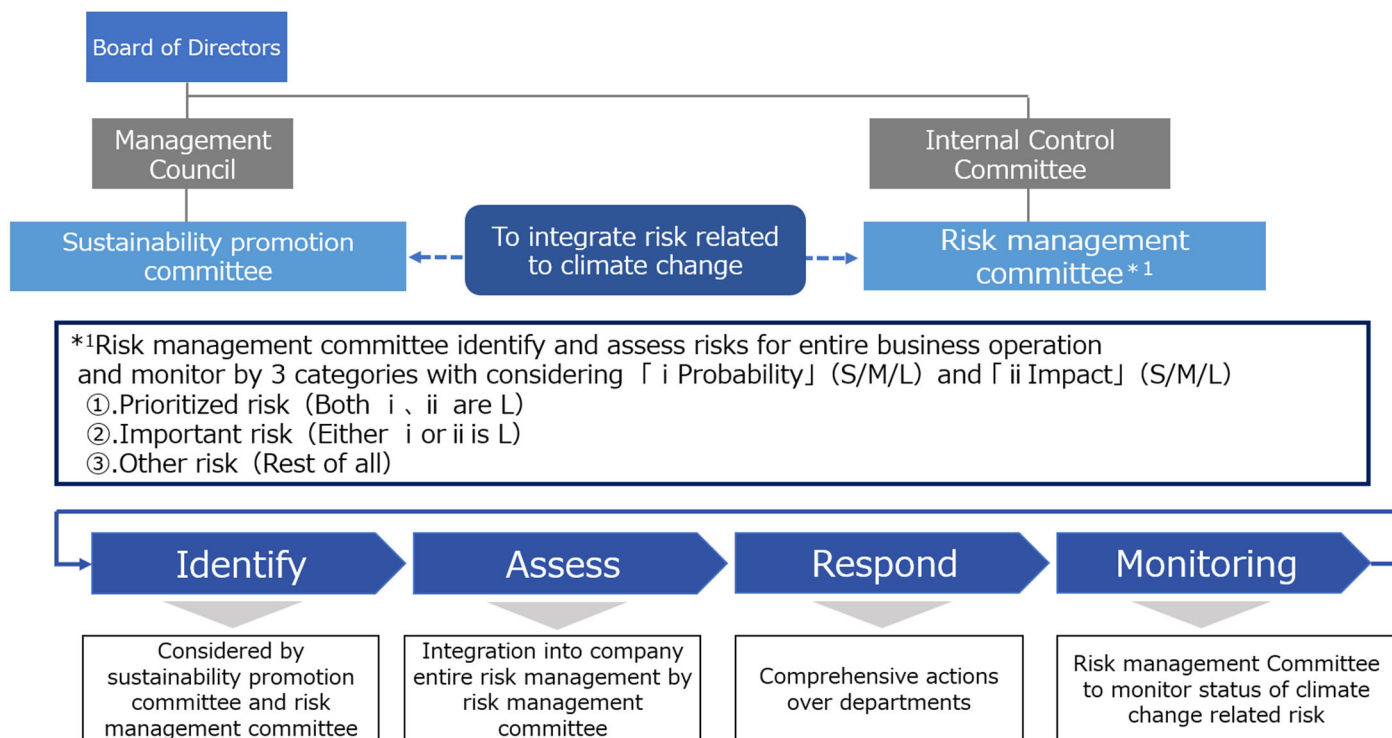 Board of Directors
Management
Council
Internal Control
Committee
Sustainability promotion
committee
To integrate risk related
to climate change
Risk management
committee*1
*1Risk management committee identify and assess risks for entire business operation
and monitor by 3 categories with considering 「ⅰProbability」(S/M/L) and「ⅱImpact」(S/M/L)
①.Prioritized risk (Both ⅰ、ⅱ are L)
②.Important risk (Either ⅰ or ⅱ is L)
③.Other risk (Rest of all)
Identify
Assess
Respond
Monitoring
Considered by
sustainability promotion
committee and risk
management committee
Integration into company
entire risk management by
risk management
committee
Comprehensive actions
over departments
Risk management Committee
to monitor status of climate
change related risk